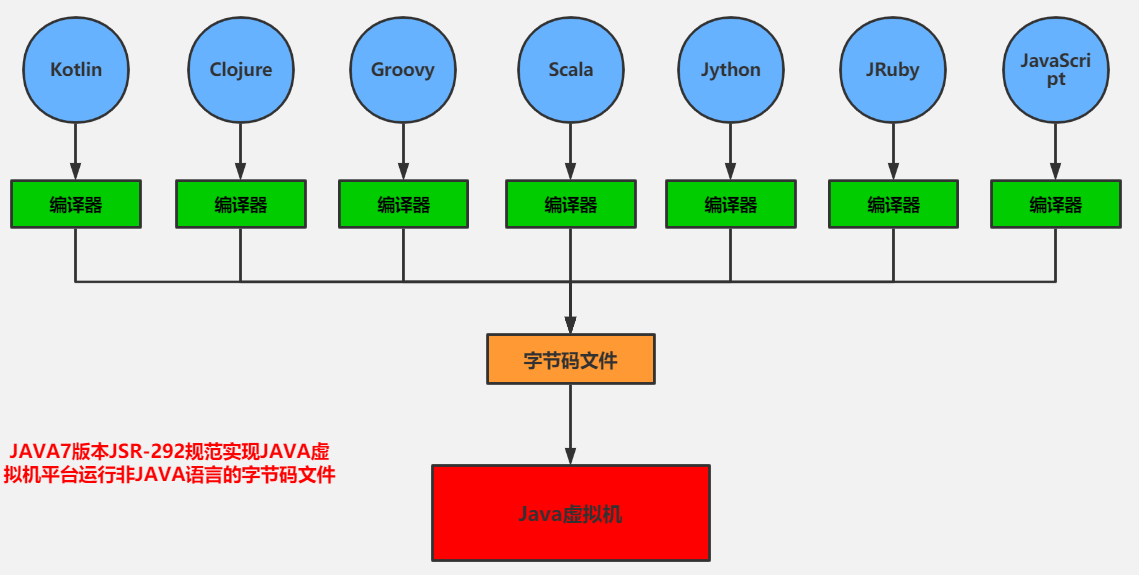 Kotlin
Clojure
Groovy
Scala
Jython
JRuby
JavaScri
pt
编译器
编译器
编译器
编译器
编译器
编译器
编译器
字节码文件
JAVA7版本JSR-292规范实现JAVA虚
拟机平台运行非JAVA语言的字节码文件
Java虚拟机